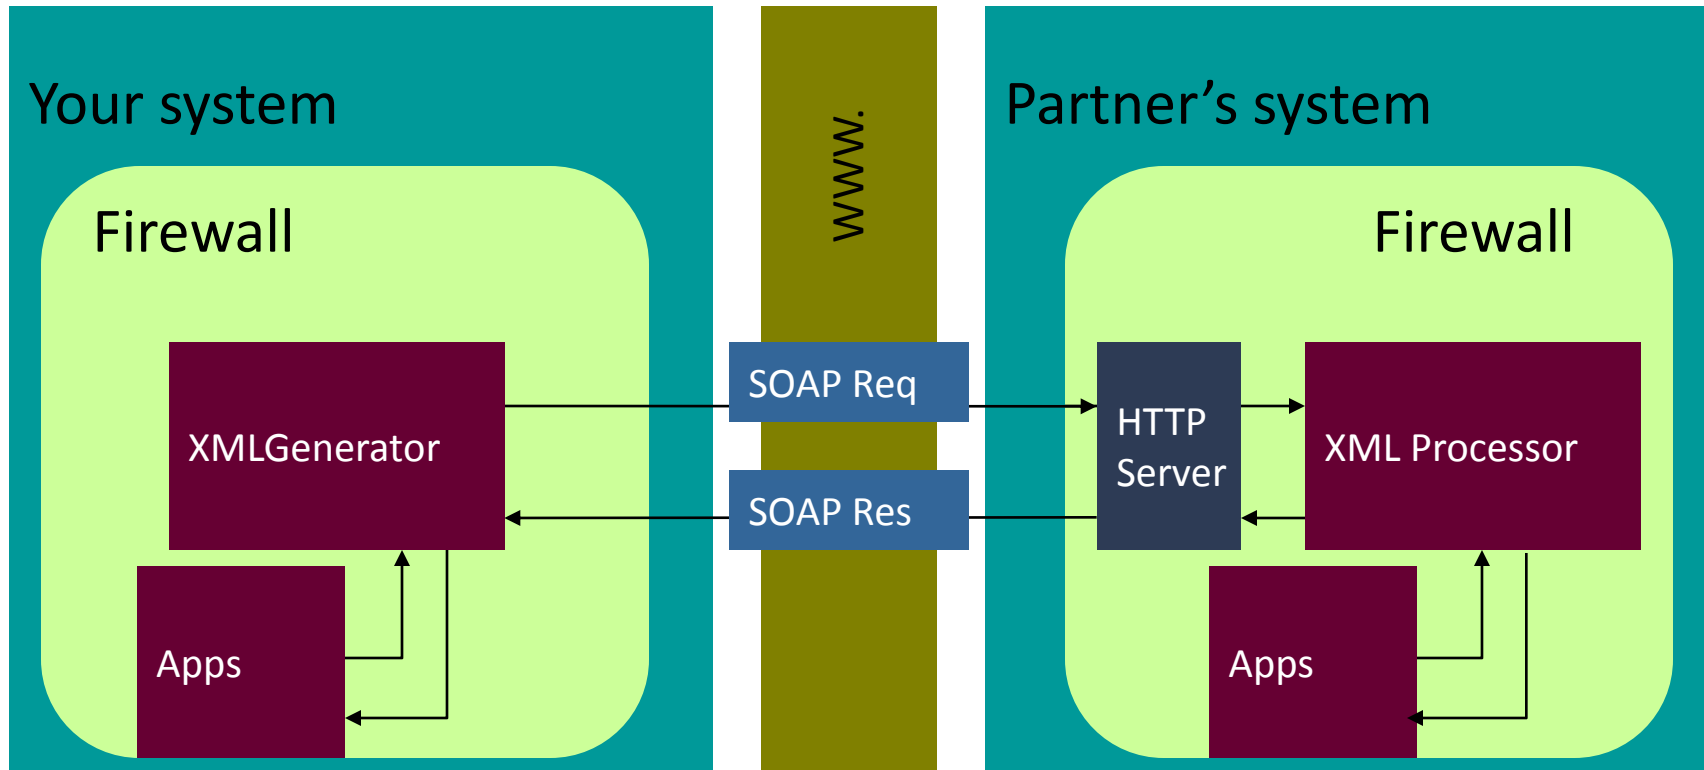 Your system
Firewall
XMLGenerator
Apps
www.
SOAP Req
SOAP Res
Partner’s system
Firewall
HTTP
Server
XML Processor
Apps